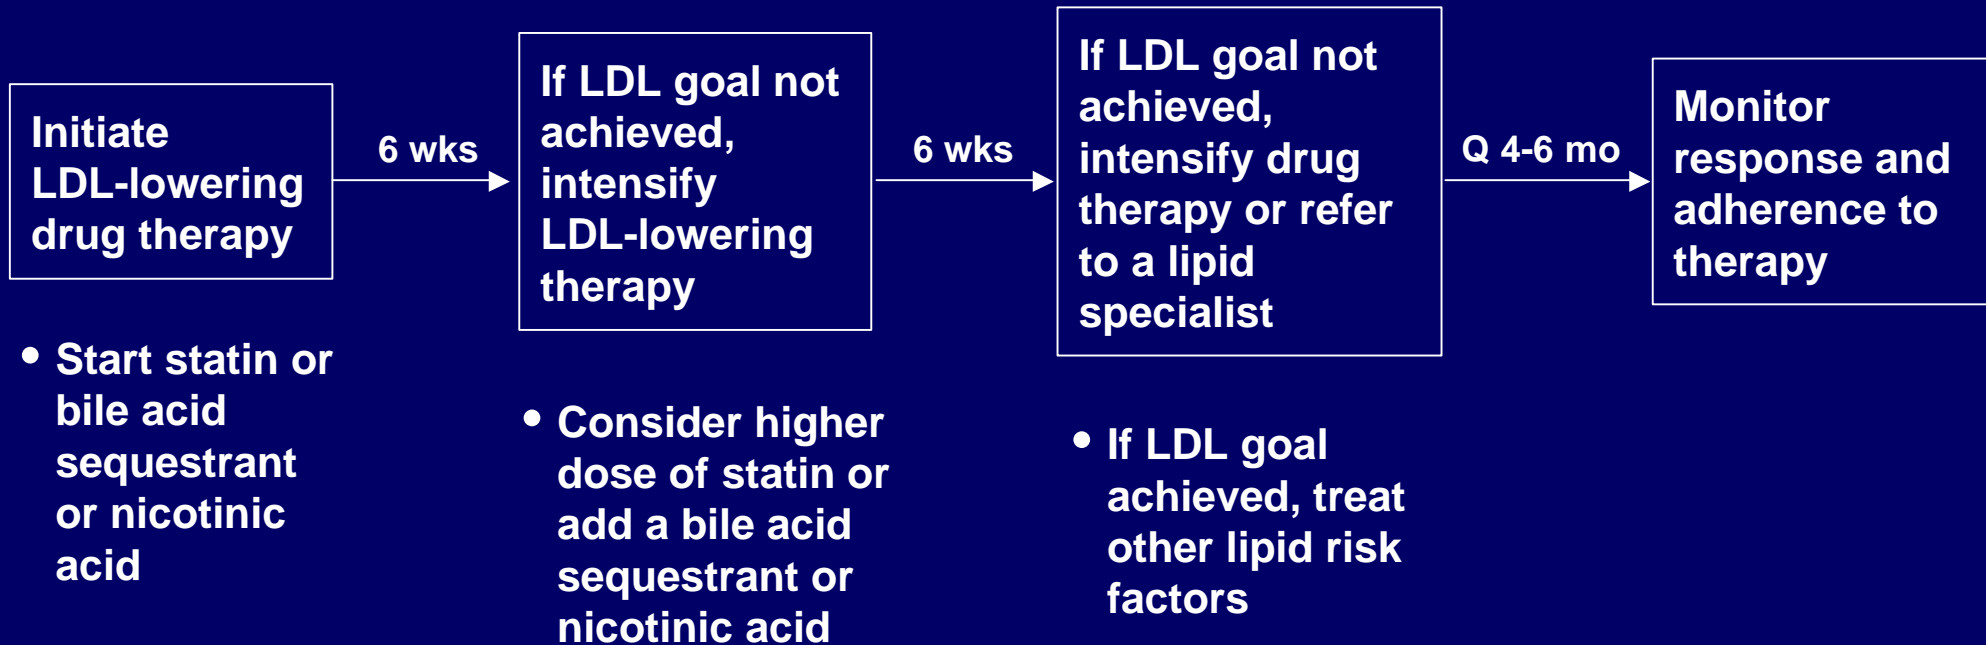 Initiate
LDL-lowering
drug therapy
6 wks
If LDL goal not
achieved,
intensify
LDL-lowering
therapy
6 wks
If LDL goal not
achieved,
intensify drug
therapy or refer
to a lipid
specialist
Q 4-6 mo
Monitor
response and
adherence to
therapy
• Start statin or
bile acid
sequestrant
or nicotinic
acid
• Consider higher
dose of statin or
add a bile acid
sequestrant or
nicotinic acid
• If LDL goal
achieved, treat
other lipid risk
factors